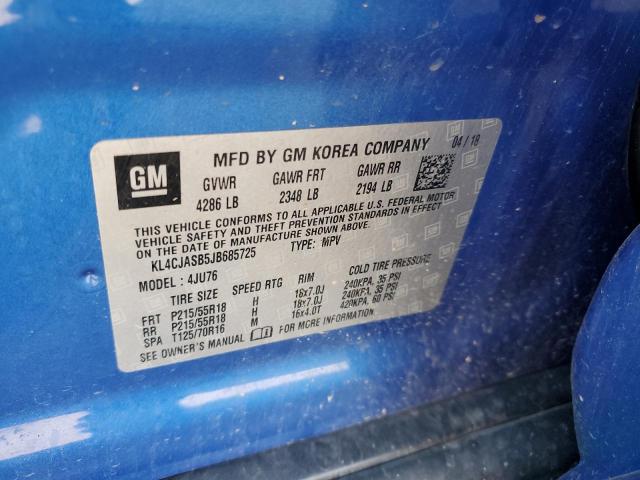 GM
MFD BY GM KOREA COMPANY 04/18
GVWR GAWR FRT GAWR RR
4286 LB 2348 LB 2194 LB
THIS VEHICLE CONFORMS TO ALL APPLICABLE U.S. FEDERAL MOTOR
VEHICLE SAFETY AND THEFT PREVENTION STANDARDS IN EFFECT
ON THE DATE OF MANUFACTURE SHOWN ABOVE.
KL4CJASB5JB685725 TYPE: MPV
MODEL: 4JU76
TIRE SIZE SPEED RTG RIM COLD TIRE PRESSURE
FRT P215/55R18 H 18x7.0J 240KPA, 35 PSI
RR P215/55R18 H 18x7.0J 240KPA, 35 PSI
SPA T125/70R16 M 16x4.0T 420KPA, 60 PSI
SEE OWNER'S MANUAL FOR MORE INFORMATION.